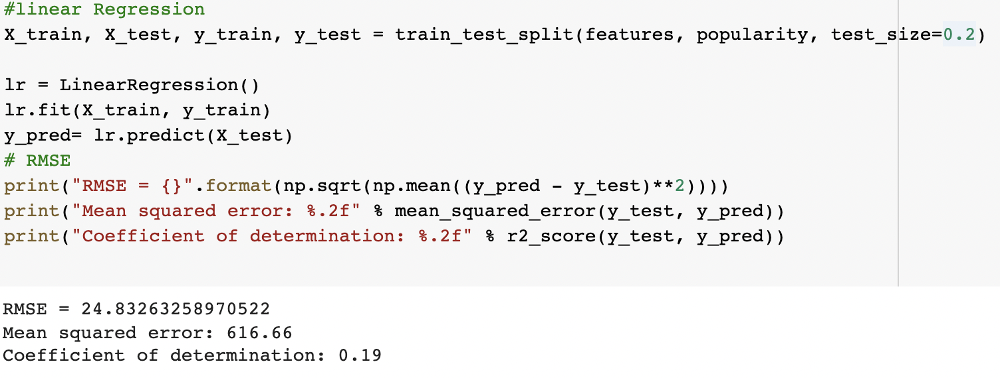 #linear Regression
X_train, X_test, y_train, y_test = train_test_split(features, popularity, test_size=0.2)
lr = LinearRegression()
lr.fit(X_train, y_train)
y_pred= lr.predict(X_test)
# RMSE
print("RMSE = {}".format(np.sqrt(np.mean((y_pred - y_test)**2))))
print("Mean squared error: %.2f" % mean_squared_error(y_test, y_pred))
print("Coefficient of determination: %.2f" % r2_score(y_test, y_pred))
RMSE = 24.83263258970522
Mean squared error: 616.66
Coefficient of determination: 0.19